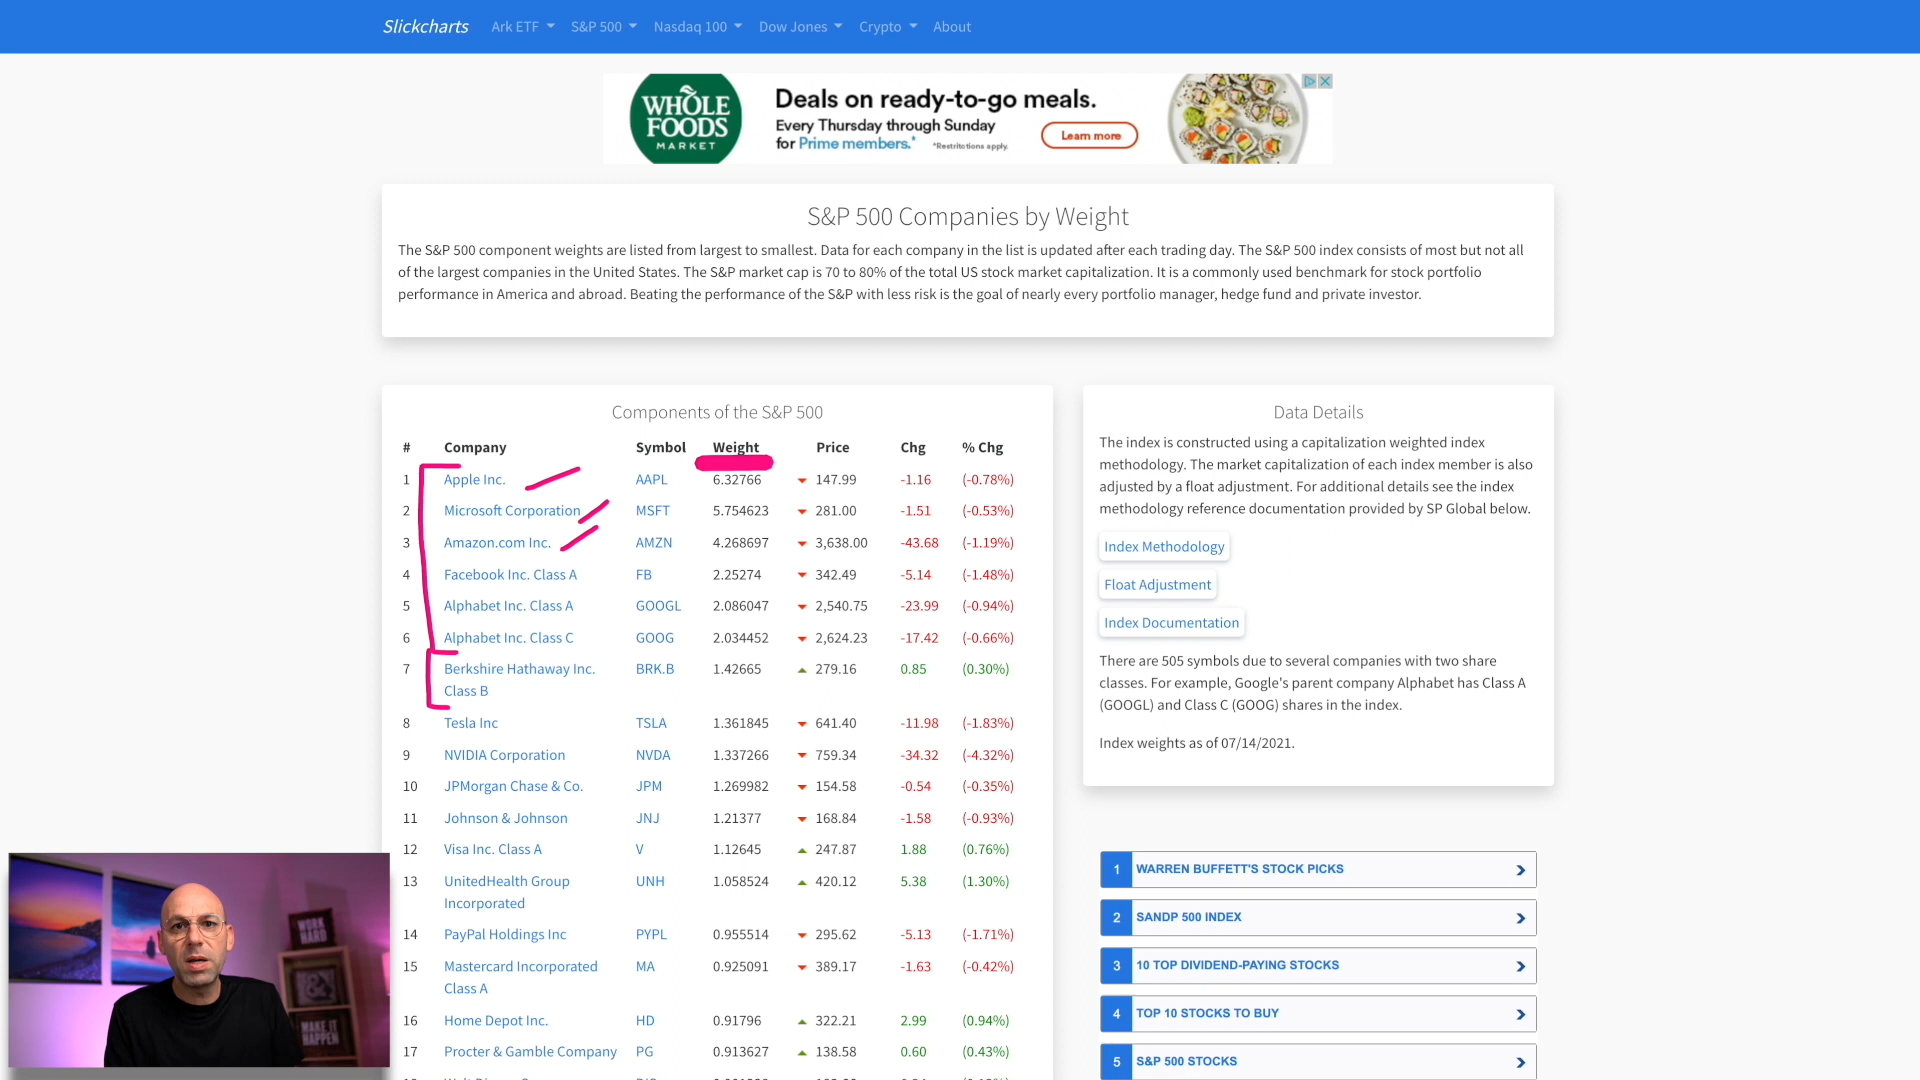 Slickcharts Ark ETF S&P 500 Nasdaq 100 Dow Jones Crypto About
WHOLE
FOODS
MARKET
Deals on ready-to-go meals.
Every Thursday through Sunday
for Prime members.* *Restrictions apply.
Learn more
S&P 500 Companies by Weight
The S&P 500 component weights are listed from largest to smallest. Data for each company in the list is updated after each trading day. The S&P 500 index consists of most but not all
of the largest companies in the United States. The S&P market cap is 70 to 80% of the total US stock market capitalization. It is a commonly used benchmark for stock portfolio
performance in America and abroad. Beating the performance of the S&P with less risk is the goal of nearly every portfolio manager, hedge fund and private investor.
Components of the S&P 500
# Company Symbol Weight Price Chg % Chg
1 Apple Inc. AAPL 6.32766 147.99 -1.16 (-0.78%)
2 Microsoft Corporation MSFT 5.754623 281.00 -1.51 (-0.53%)
3 Amazon.com Inc. AMZN 4.268697 3,638.00 -43.68 (-1.19%)
4 Facebook Inc. Class A FB 2.25274 342.49 -5.14 (-1.48%)
5 Alphabet Inc. Class A GOOGL 2.086047 2,540.75 -23.99 (-0.94%)
6 Alphabet Inc. Class C GOOG 2.034452 2,624.23 -17.42 (-0.66%)
7 Berkshire Hathaway Inc. BRK.B 1.42665 279.16 0.85 (0.30%)
Class B
8 Tesla Inc TSLA 1.361845 641.40 -11.98 (-1.83%)
9 NVIDIA Corporation NVDA 1.337266 759.34 -34.32 (-4.32%)
10 JPMorgan Chase & Co. JPM 1.269982 154.58 -0.54 (-0.35%)
11 Johnson & Johnson JNJ 1.21377 168.84 -1.58 (-0.93%)
12 Visa Inc. Class A V 1.12645 247.87 1.88 (0.76%)
13 UnitedHealth Group UNH 1.058524 420.12 5.38 (1.30%)
Incorporated
14 PayPal Holdings Inc PYPL 0.955514 295.62 -5.13 (-1.71%)
15 Mastercard Incorporated MA 0.925091 389.17 -1.63 (-0.42%)
Class A
16 Home Depot Inc. HD 0.91796 322.21 2.99 (0.94%)
17 Procter & Gamble Company PG 0.913627 138.58 0.60 (0.43%)
Data Details
The index is constructed using a capitalization weighted index
methodology. The market capitalization of each index member is also
adjusted by a float adjustment. For additional details see the index
methodology reference documentation provided by SP Global below.
Index Methodology
Float Adjustment
Index Documentation
There are 505 symbols due to several companies with two share
classes. For example, Google's parent company Alphabet has Class A
(GOOGL) and Class C (GOOG) shares in the index.
Index weights as of 07/14/2021.
1 WARREN BUFFETT'S STOCK PICKS
2 SANDP 500 INDEX
3 10 TOP DIVIDEND-PAYING STOCKS
4 TOP 10 STOCKS TO BUY
5 S&P 500 STOCKS
WORK
HARD
&
MAKE IT
HAPPEN